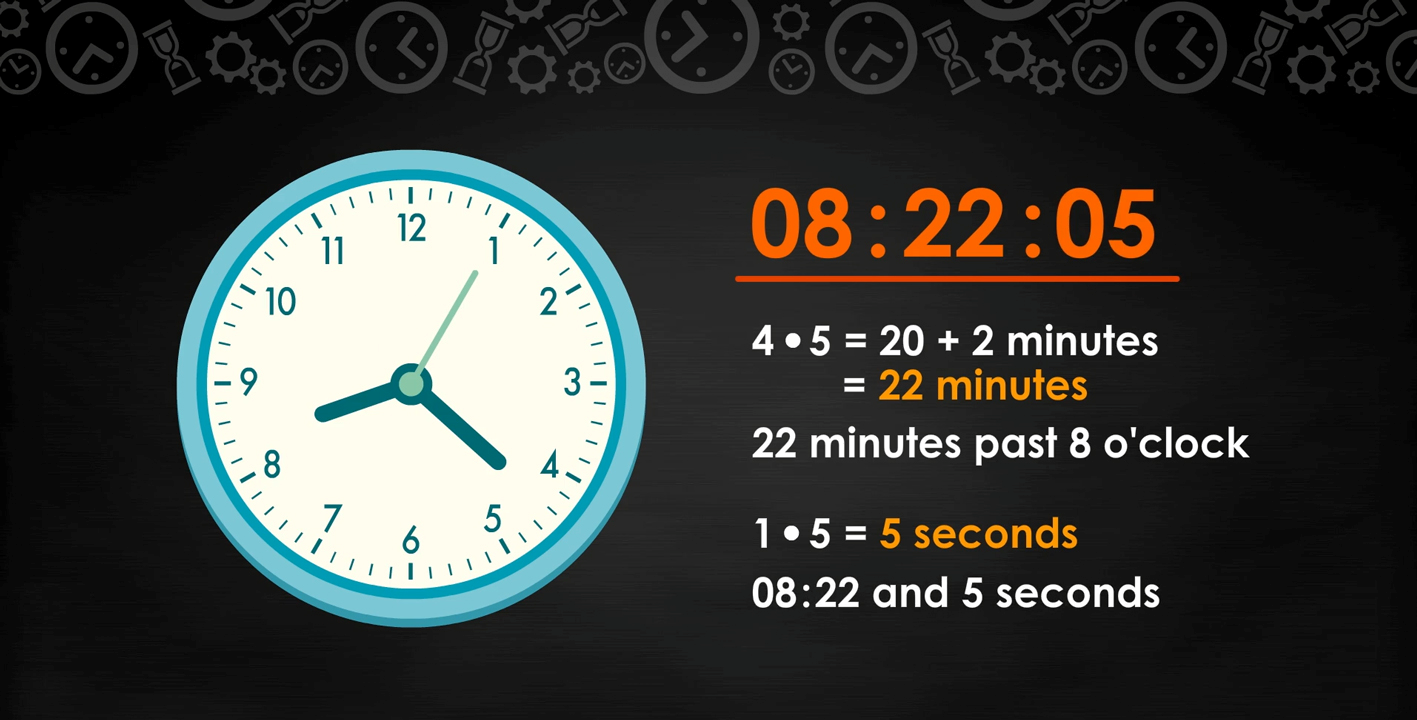 12
11
1
10
2
9
3
8
4
7
5
6
08:22:05
4•5 = 20 + 2 minutes
= 22 minutes
22 minutes past 8 o'clock
1•5 = 5 seconds
08:22 and 5 seconds